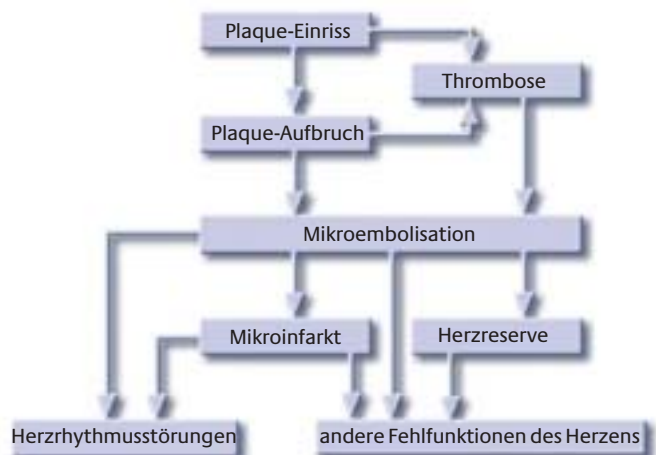 Plaque-Einriss
Thrombose
Plaque-Aufbruch
Mikroembolisation
Mikroinfarkt
Herzreserve
Herzrhythmusstörungen
andere Fehlfunktionen des Herzens